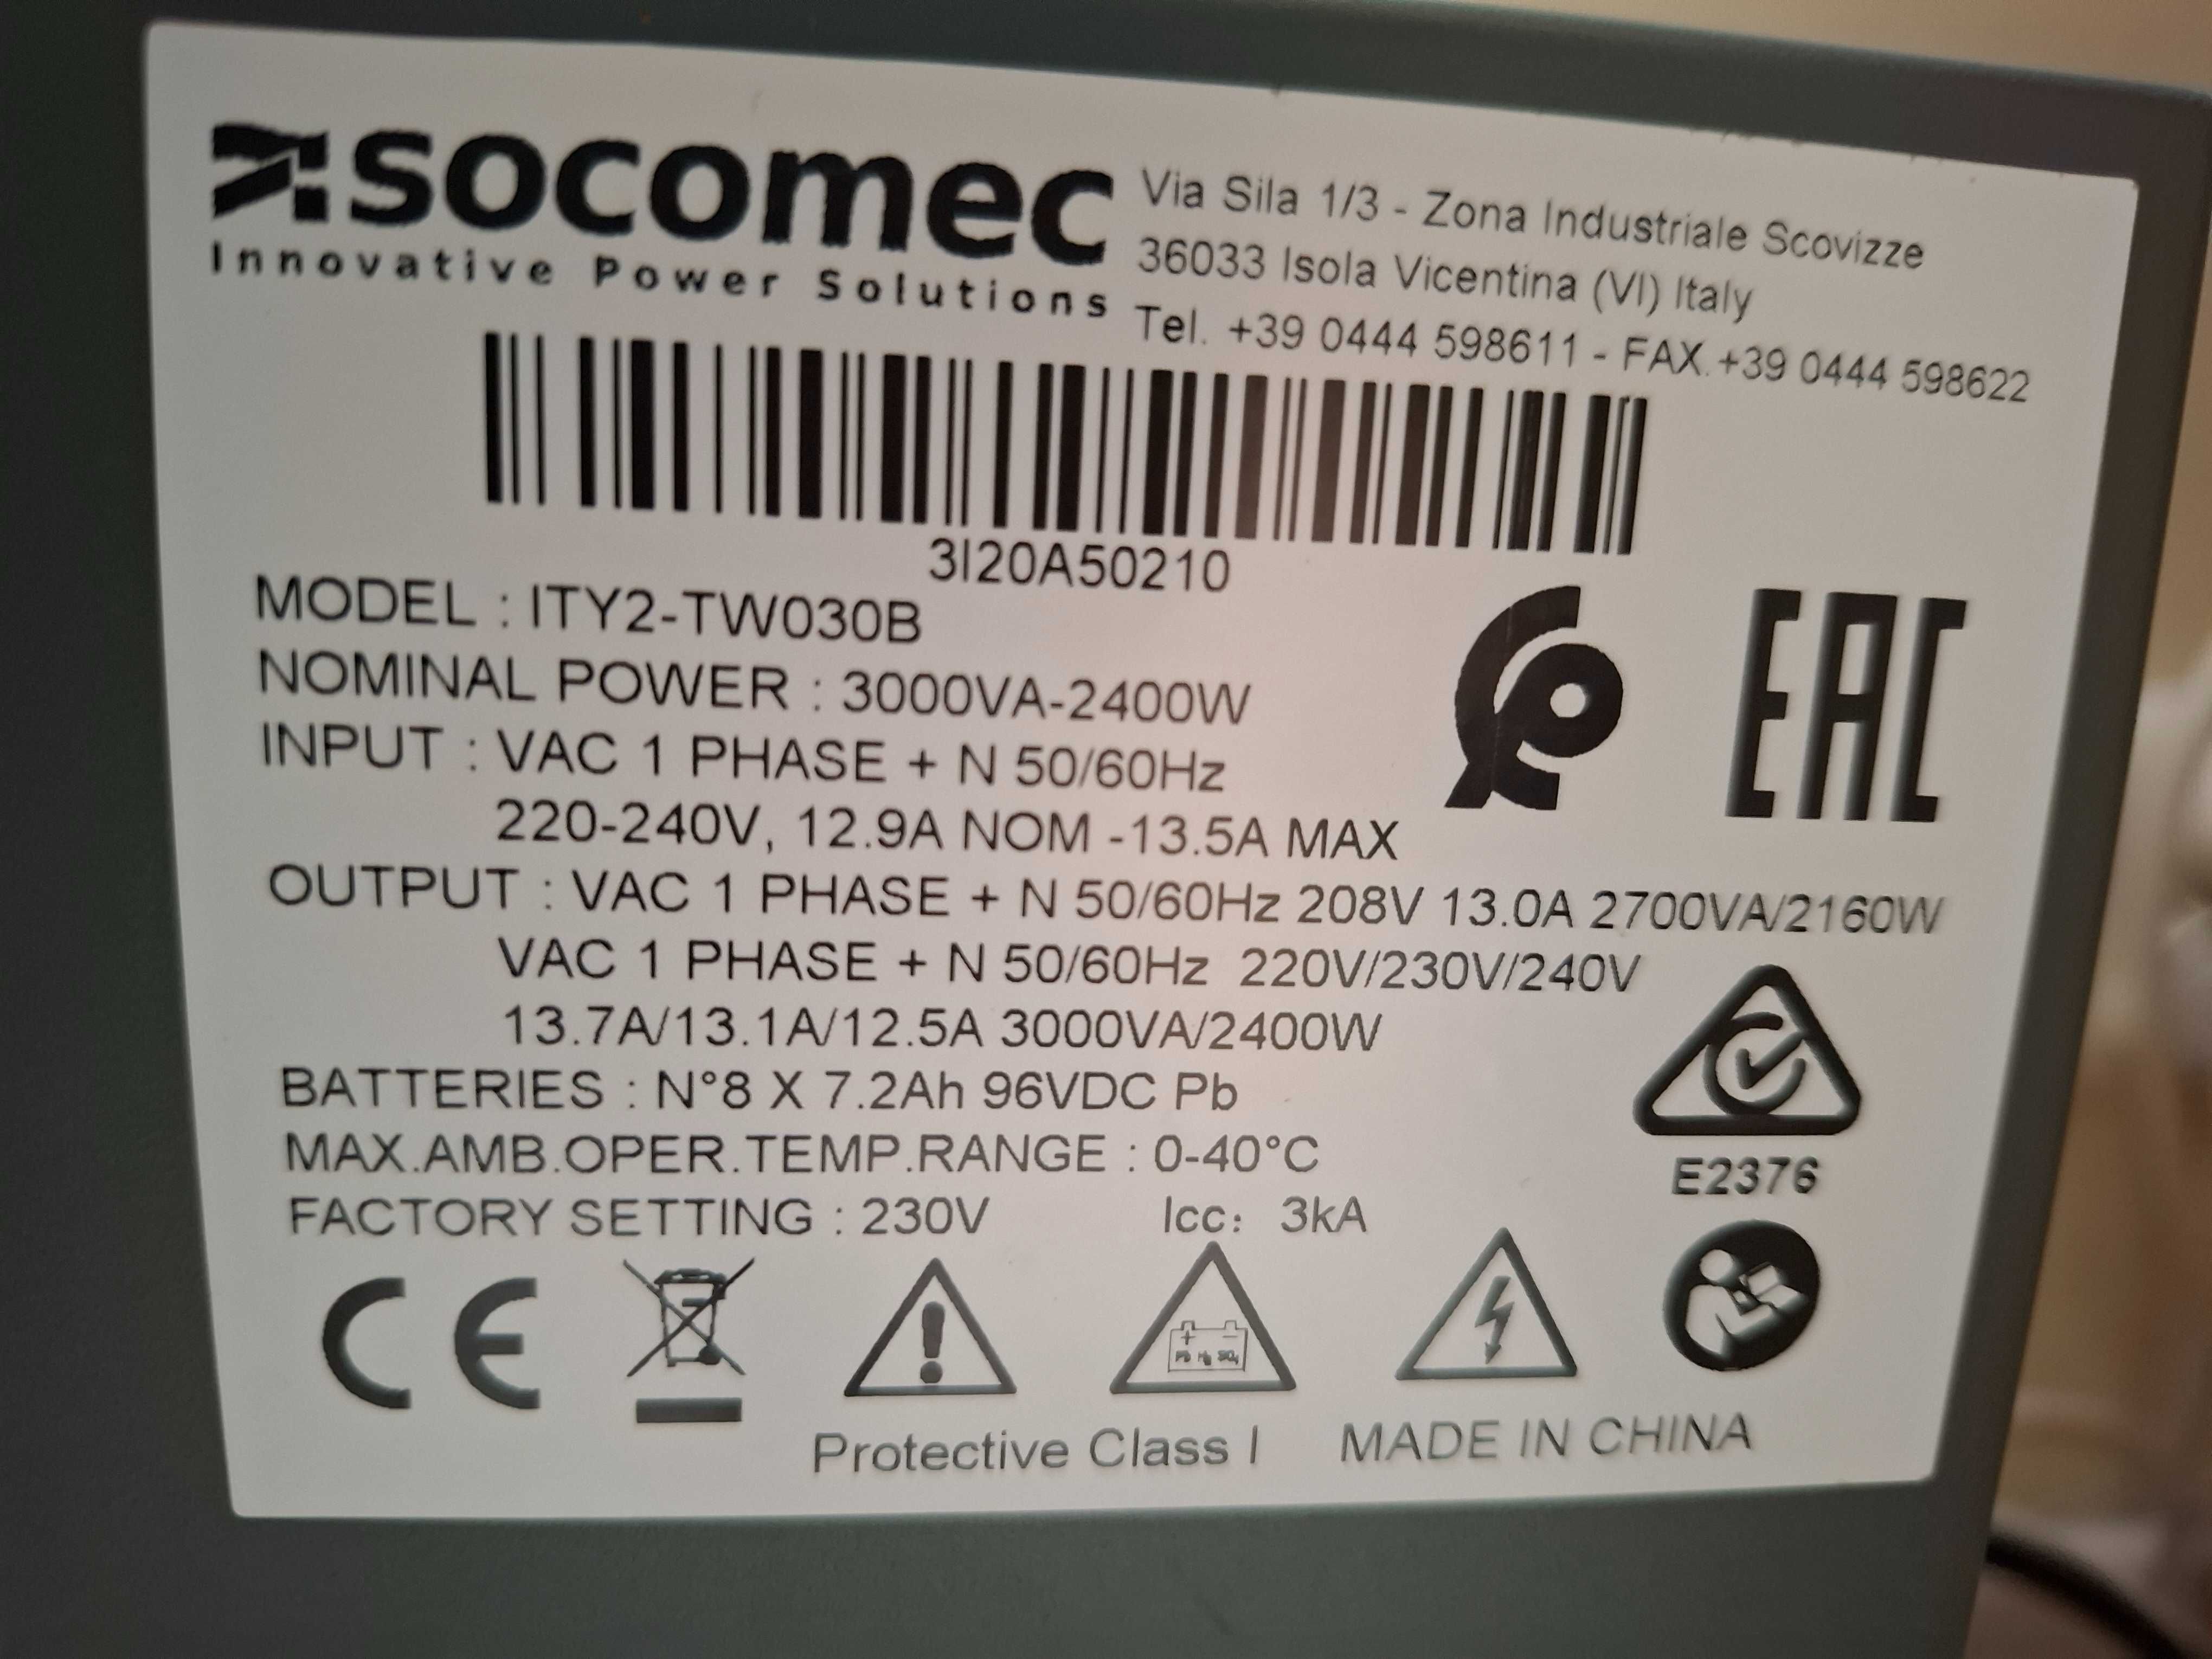 socomec
Innovative Power Solutions
Via Sila 1/3 - Zona Industriale Scovizze
36033 Isola Vicentina (VI) Italy
Tel. +39 0444 598611 - FAX.+39 0444 598622
3I20A50210
MODEL : ITY2-TW030B
NOMINAL POWER : 3000VA-2400W
INPUT : VAC 1 PHASE + N 50/60Hz
220-240V, 12.9A NOM -13.5A MAX
EAC
OUTPUT : VAC 1 PHASE + N 50/60Hz 208V 13.0A 2700VA/2160W
VAC 1 PHASE + N 50/60Hz 220V/230V/240V
13.7A/13.1A/12.5A 3000VA/2400W
BATTERIES : N°8 X 7.2Ah 96VDC Pb
MAX.AMB.OPER.TEMP.RANGE : 0-40°C
E2376
FACTORY SETTING : 230V Icc: 3kA
CE
+ -
Pb H₂ SO₄
Protective Class I MADE IN CHINA